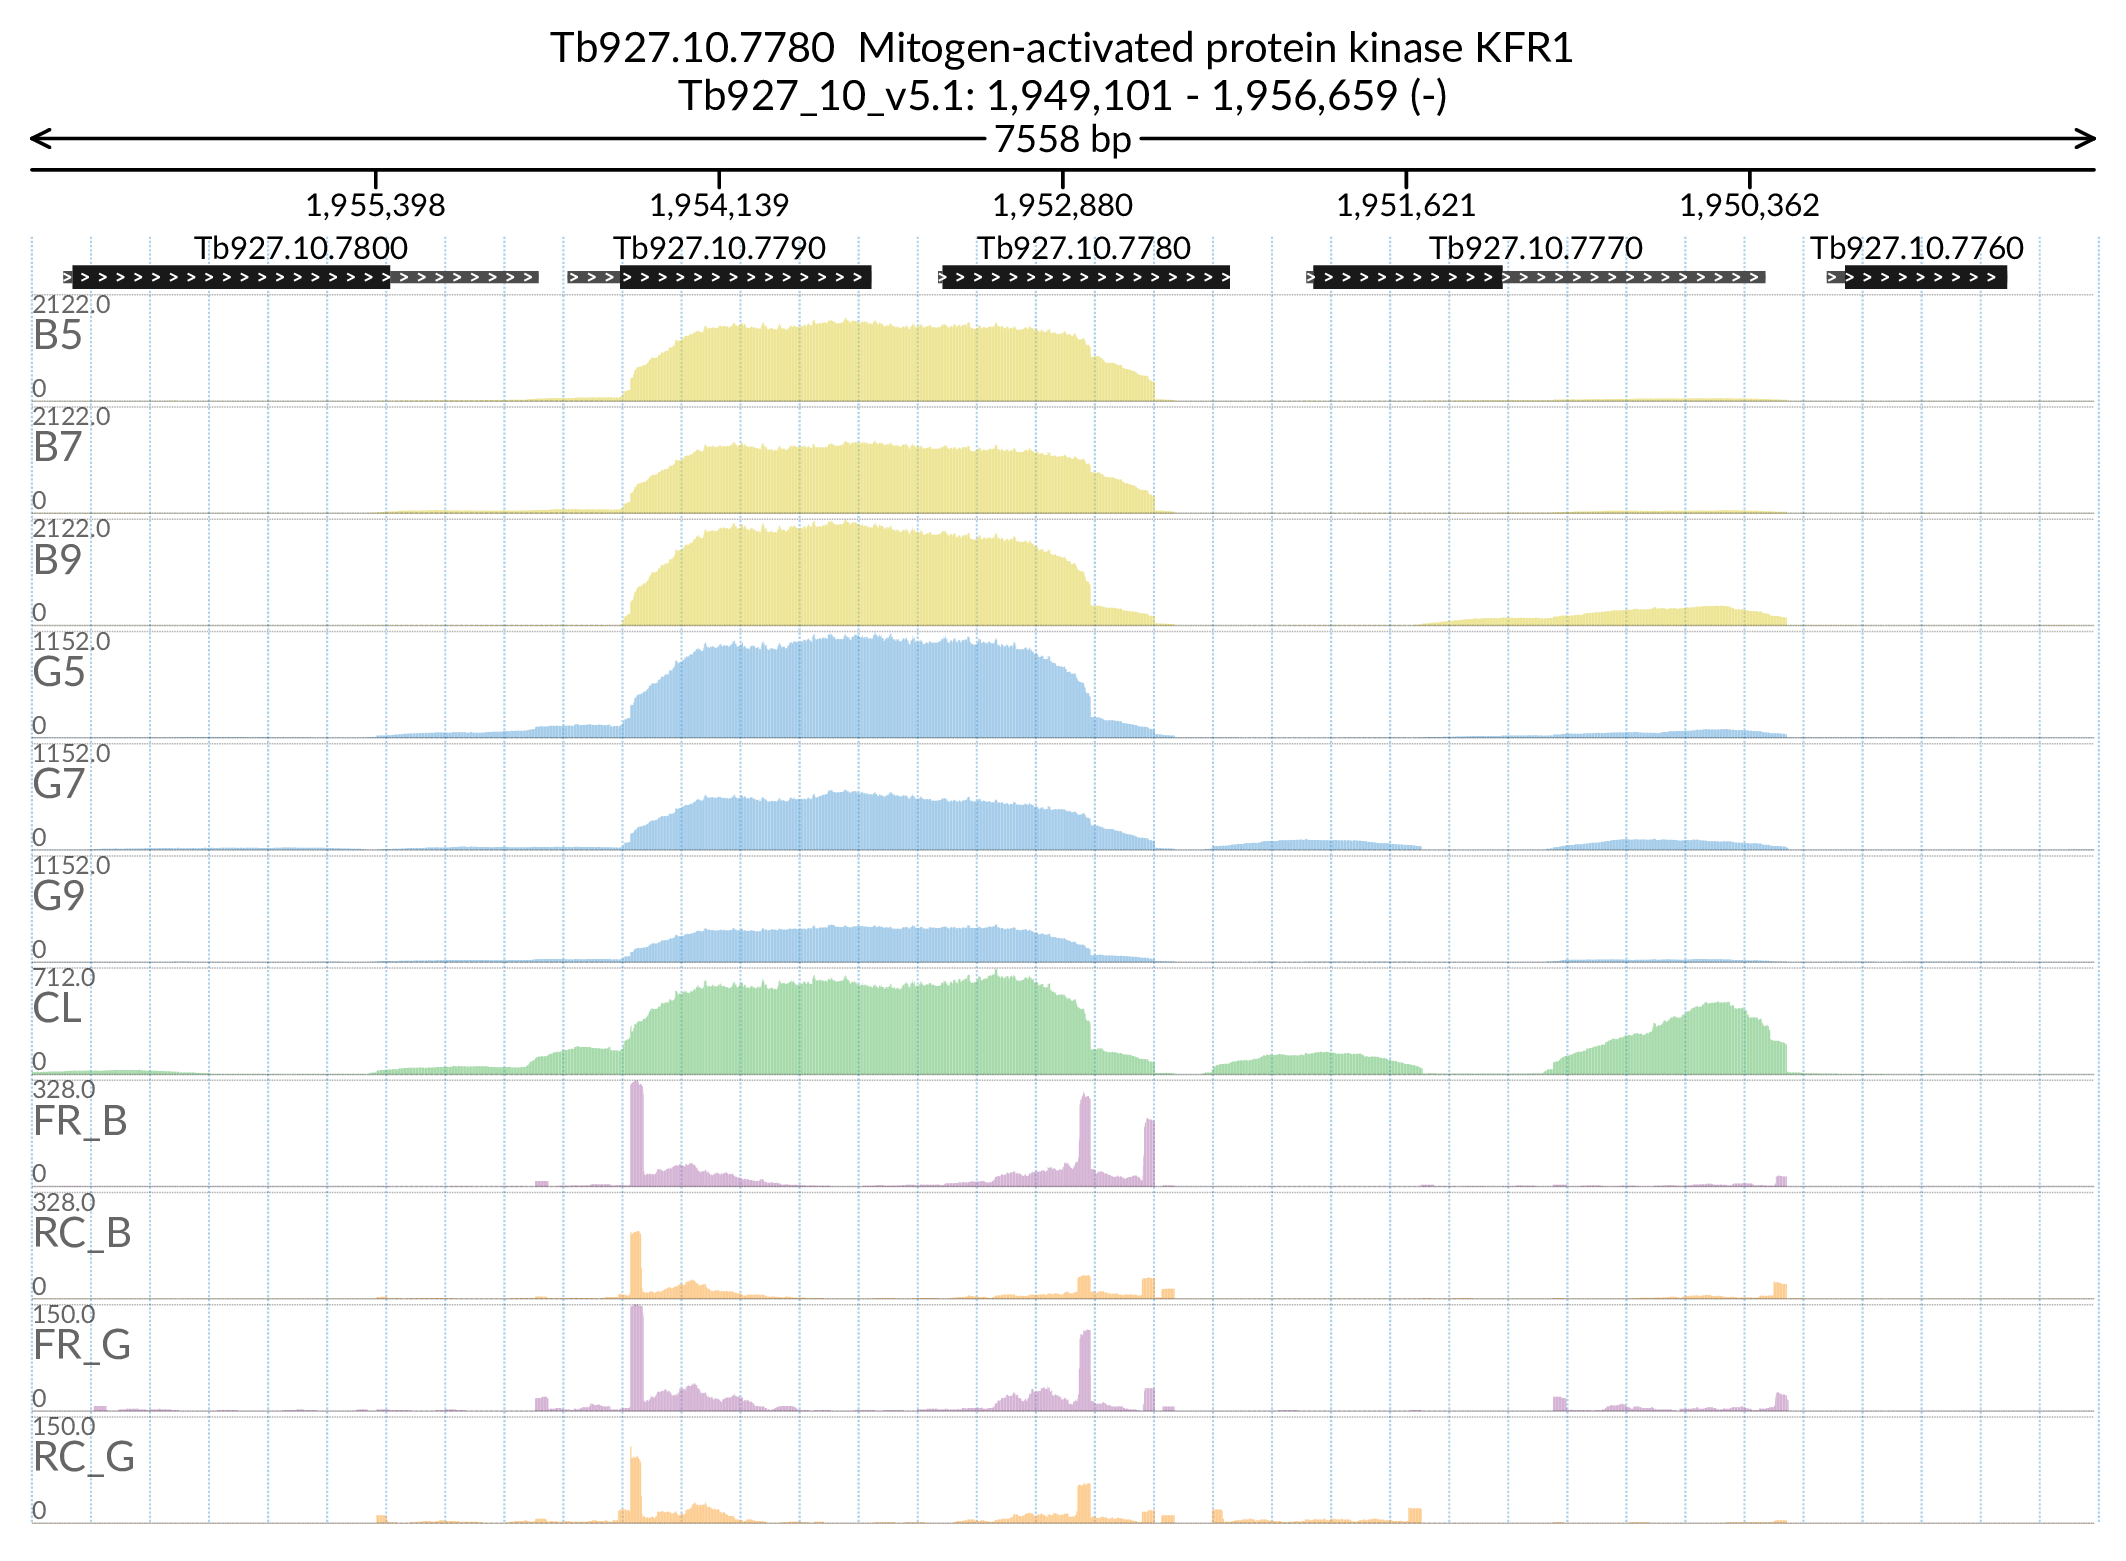 Tb927.10.7780  Mitogen-activated protein kinase KFR1
Tb927_10_v5.1: 1,949,101 - 1,956,659 (-)
7558 bp
1,955,398 1,954,139 1,952,880 1,951,621 1,950,362
Tb927.10.7800 Tb927.10.7790 Tb927.10.7780 Tb927.10.7770 Tb927.10.7760
2122.0
B5
0
2122.0
B7
0
2122.0
B9
0
1152.0
G5
0
1152.0
G7
0
1152.0
G9
0
712.0
CL
0
328.0
FR_B
0
328.0
RC_B
0
150.0
FR_G
0
150.0
RC_G
0